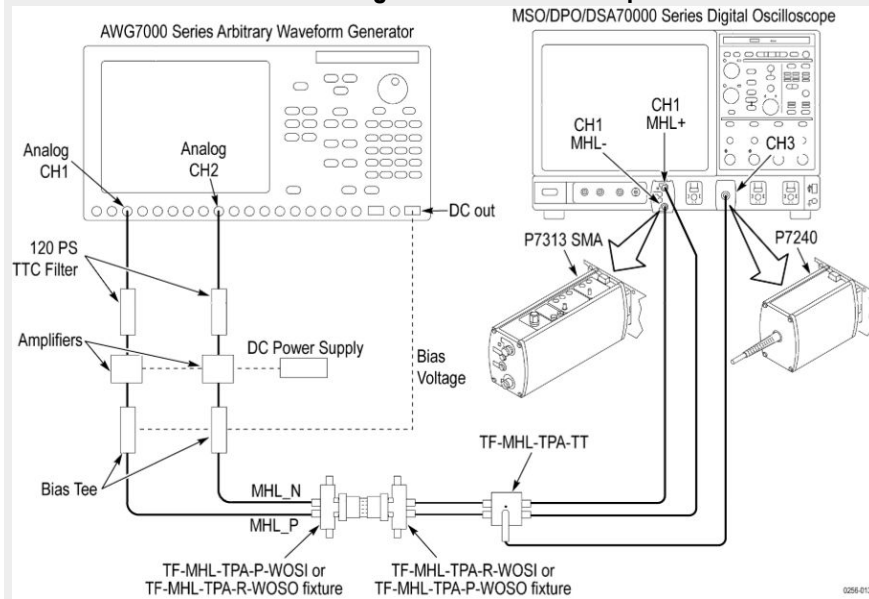 AWG7000 Series Arbitrary Waveform Generator
MSO/DPO/DSA70000 Series Digital Oscilloscope
Analog
CH1
Analog
CH2
DC out
CH1
MHL-
CH1
MHL+
CH3
120 PS
TTC Filter
P7313 SMA
P7240
Amplifiers
DC Power Supply
Bias
Voltage
Bias Tee
TF-MHL-TPA-TT
MHL_N
MHL_P
TF-MHL-TPA-P-WOSI or
TF-MHL-TPA-R-WOSO fixture
TF-MHL-TPA-R-WOSI or
TF-MHL-TPA-P-WOSO fixture